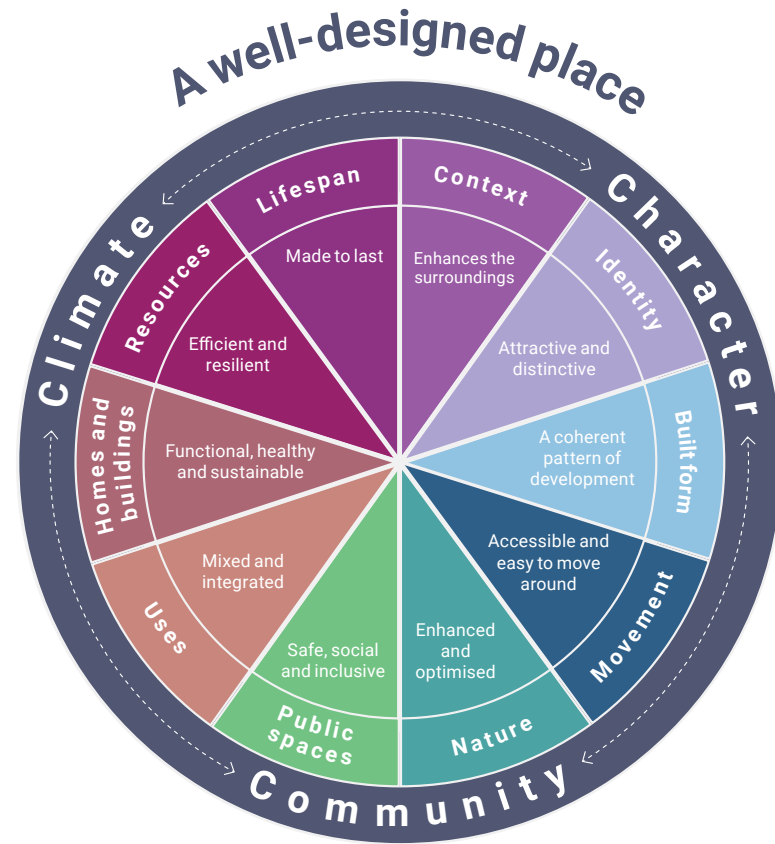 A well-designed place
Climate
Character
Community
Context
Enhances the
surroundings
Identity
Attractive and
distinctive
Built form
A coherent
pattern of
development
Movement
Accessible and
easy to move
around
Nature
Enhanced
and
optimised
Public
spaces
Safe, social
and inclusive
Uses
Mixed and
integrated
Homes and
buildings
Functional, healthy
and sustainable
Resources
Efficient and
resilient
Lifespan
Made to last